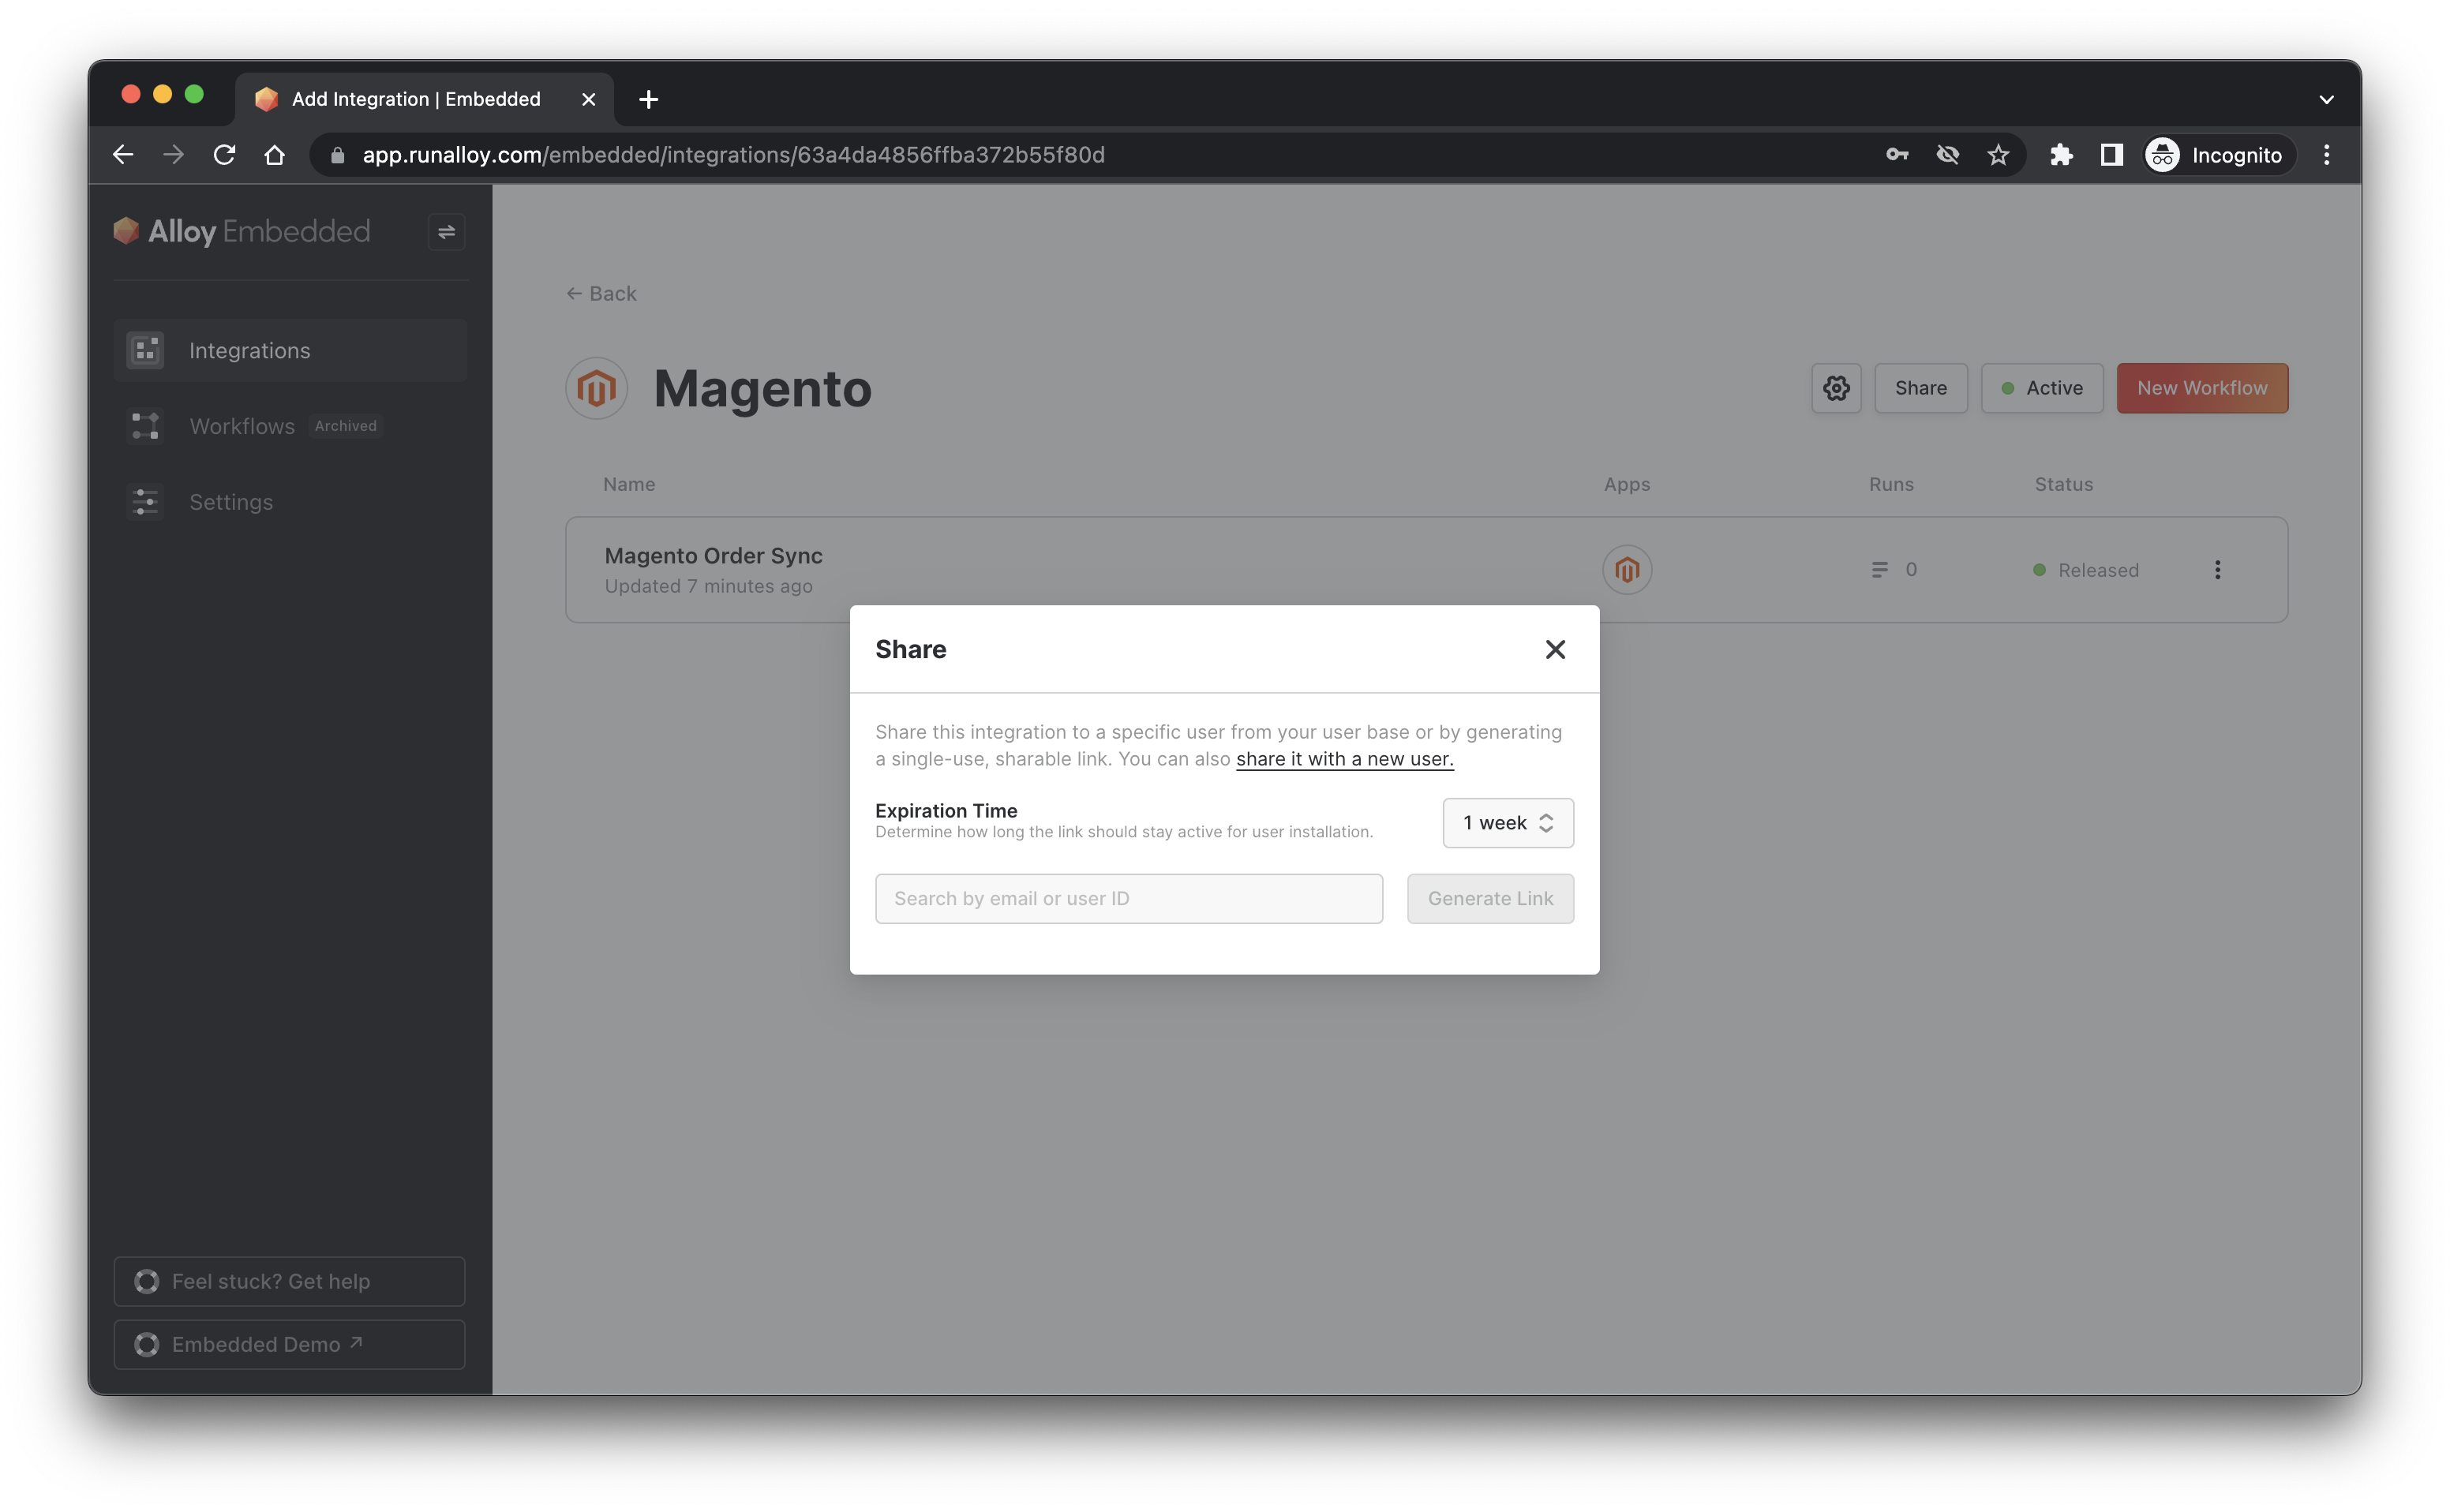 Add Integration | Embedded
app.runalloy.com/embedded/integrations/63a4da4856ffba372b55f80d
Incognito
Alloy Embedded
Integrations
Workflows Archived
Settings
Feel stuck? Get help
Embedded Demo ↗
← Back
Magento
Share
Active
New Workflow
Name Apps Runs Status
Magento Order Sync
Updated 7 minutes ago
0
Released
Share
Share this integration to a specific user from your user base or by generating
a single-use, sharable link. You can also share it with a new user.
Expiration Time
Determine how long the link should stay active for user installation.
1 week
Search by email or user ID
Generate Link